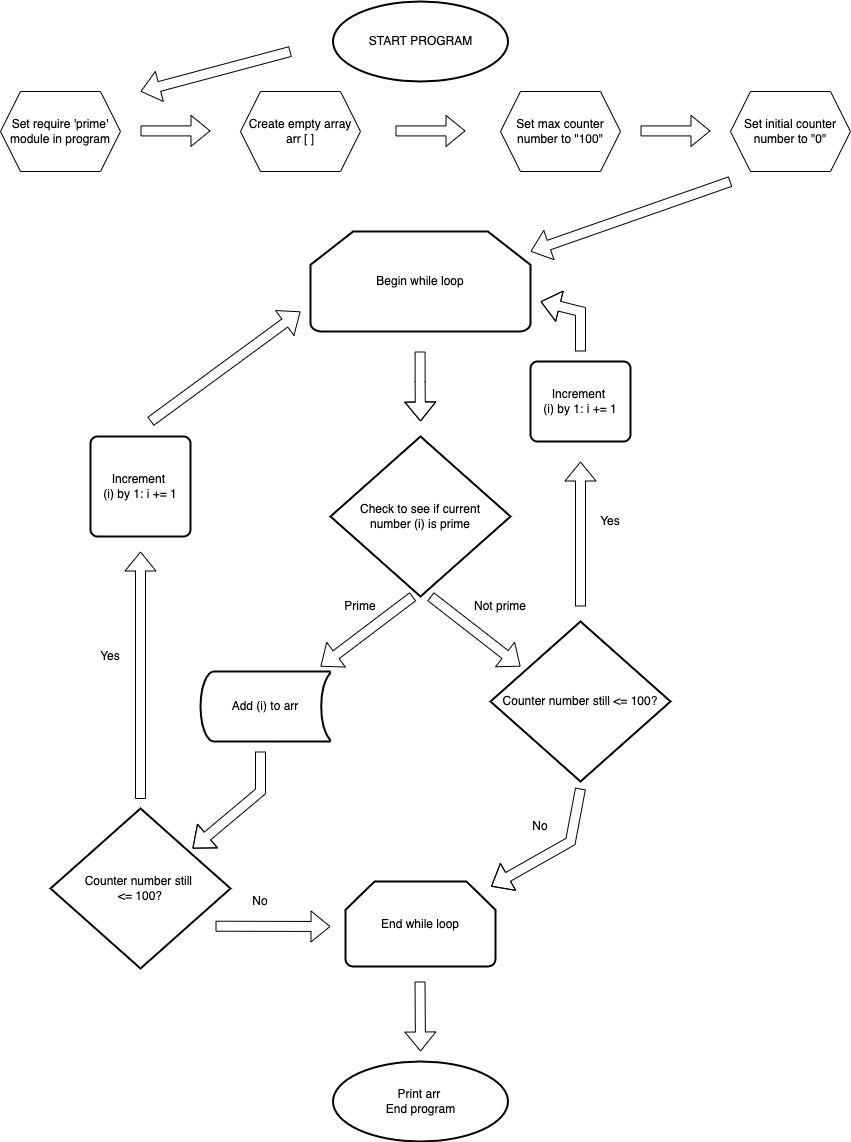 START PROGRAM
Set require 'prime'
module in program
Create empty array
arr [ ]
Set max counter
number to "100"
Set initial counter
number to "0"
Begin while loop
Increment
(i) by 1: i += 1
Increment
(i) by 1: i += 1
Check to see if current
number (i) is prime
Yes
Prime
Not prime
Yes
Add (i) to arr
Counter number still <= 100?
No
Counter number still
<= 100?
No
End while loop
Print arr
End program